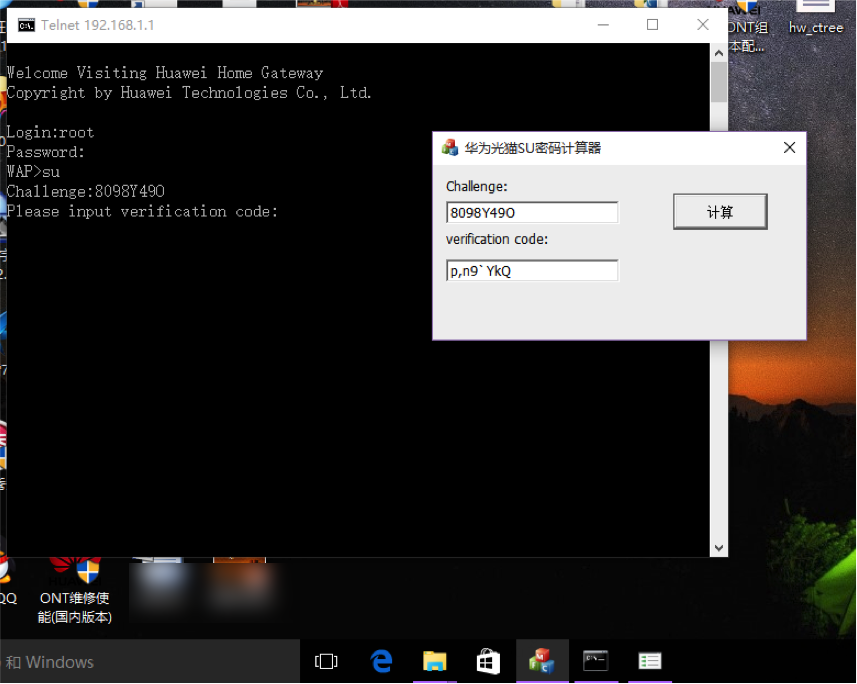 Telnet 192.168.1.1
Welcome Visiting Huawei Home Gateway
Copyright by Huawei Technologies Co., Ltd.
Login:root
Password:
WAP>su
Challenge:8098Y49O
Please input verification code:
华为光猫SU密码计算器
Challenge:
8098Y49O
计算
verification code:
p,n9`YkQ
ONT组
本配...
hw_ctree
QQ
ONT维修使
能(国内版本)
和 Windows